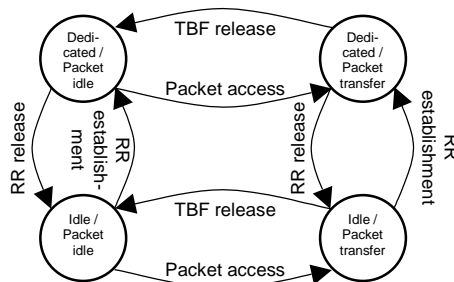 TBF release
Dedi-
cated /
Packet
idle
Dedi-
cated /
Packet
transfer
Packet access
RR release
RR
establish-
ment
RR release
RR
establishment
TBF release
Idle /
Packet
idle
Idle /
Packet
transfer
Packet access